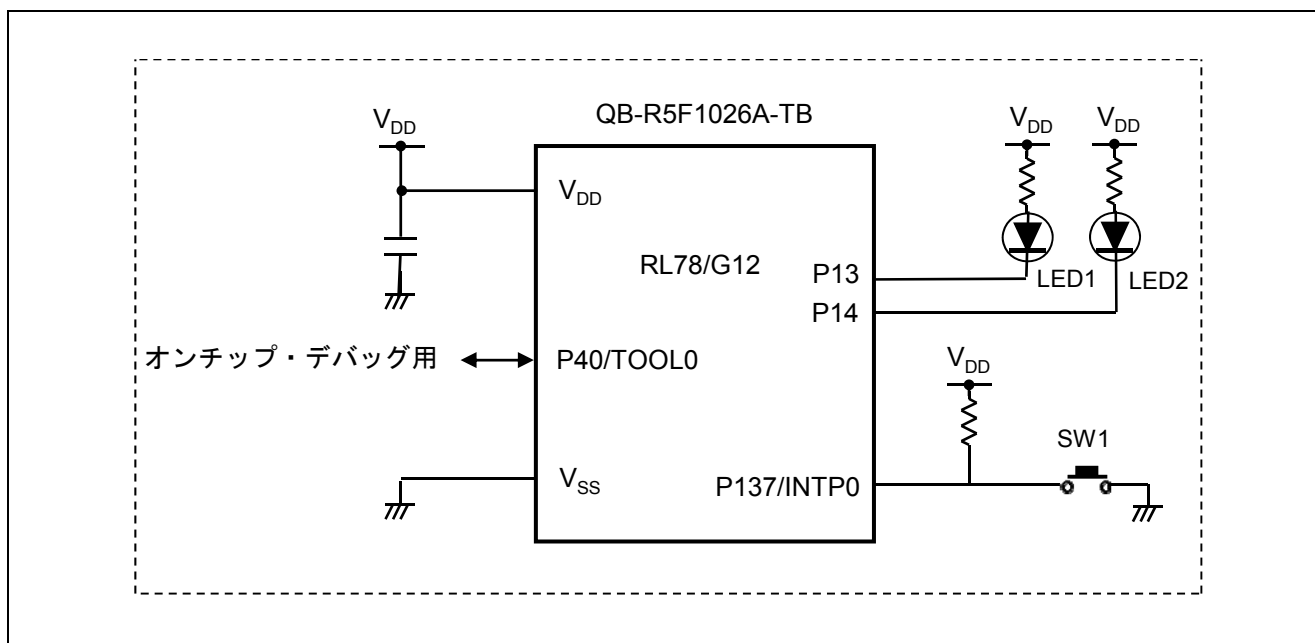 QB-R5F1026A-TB
VDD
VDD
VDD
VDD
RL78/G12
P13
P14
LED1
LED2
オンチップ・デバッグ用
P40/TOOL0
VDD
SW1
VSS
P137/INTP0